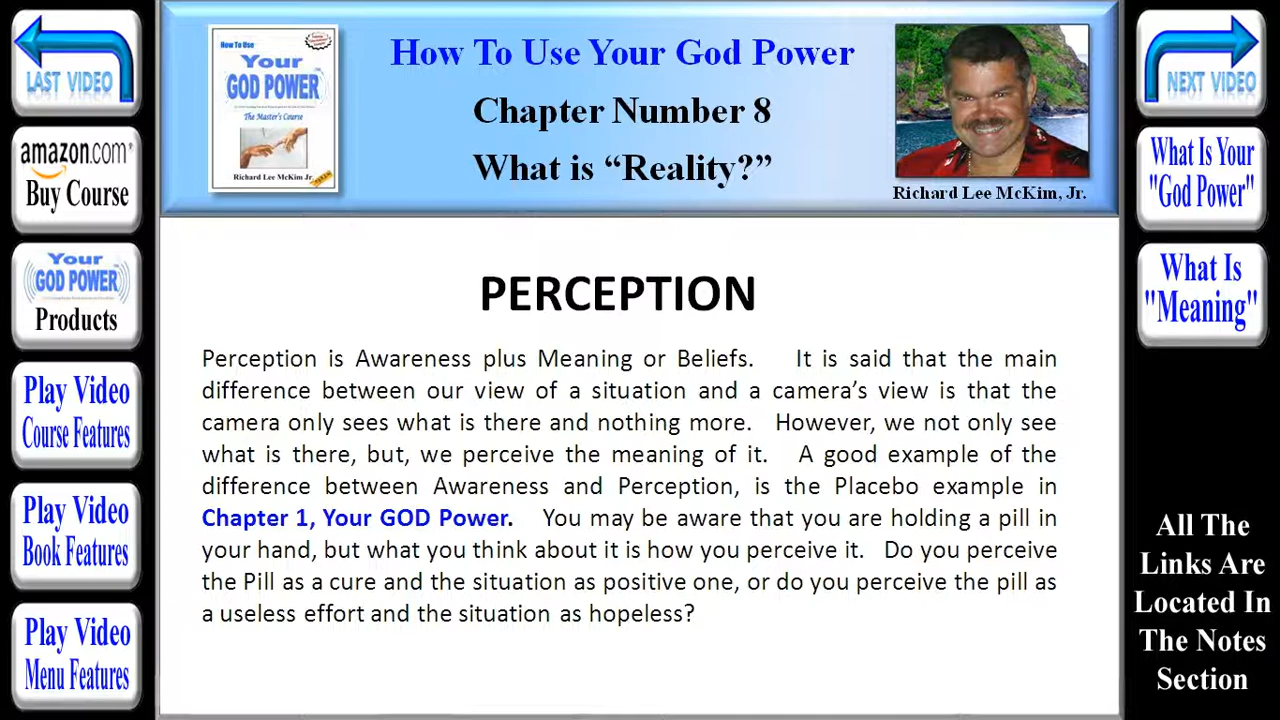 LAST VIDEO
amazon.com
Buy Course
Your
GOD POWER
Products
Play Video
Course Features
Play Video
Book Features
Play Video
Menu Features
How To Use
Your
GOD POWER
The Master's Course
Richard Lee McKim Jr.
How To Use Your God Power
Chapter Number 8
What is “Reality?”
Richard Lee McKim, Jr.
PERCEPTION
Perception is Awareness plus Meaning or Beliefs. It is said that the main
difference between our view of a situation and a camera’s view is that the
camera only sees what is there and nothing more. However, we not only see
what is there, but, we perceive the meaning of it. A good example of the
difference between Awareness and Perception, is the Placebo example in
Chapter 1, Your GOD Power. You may be aware that you are holding a pill in
your hand, but what you think about it is how you perceive it. Do you perceive
the Pill as a cure and the situation as positive one, or do you perceive the pill as
a useless effort and the situation as hopeless?
NEXT VIDEO
What Is Your
"God Power"
What Is
"Meaning"
All The
Links Are
Located In
The Notes
Section